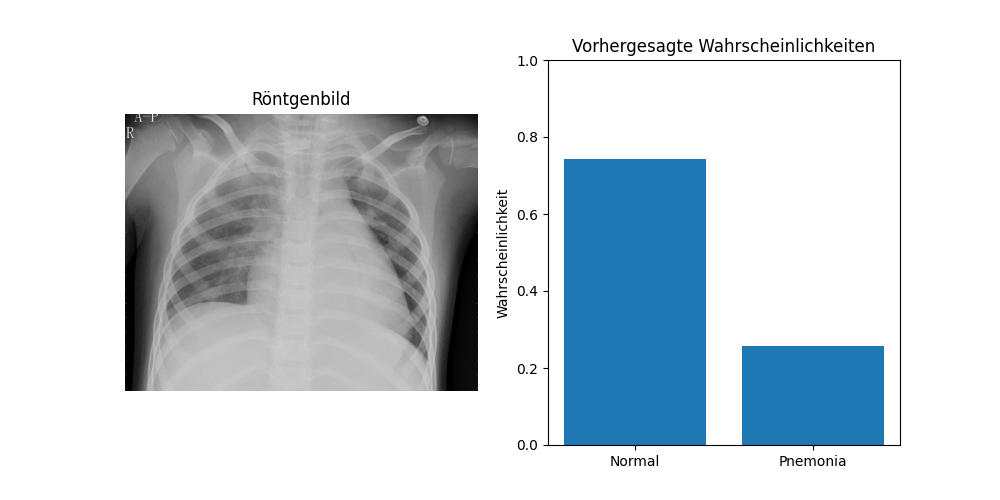 Röntgenbild
A-P
R
Vorhergesagte Wahrscheinlichkeiten
Wahrscheinlichkeit
1.0
0.8
0.6
0.4
0.2
0.0
Normal
Pnemonia